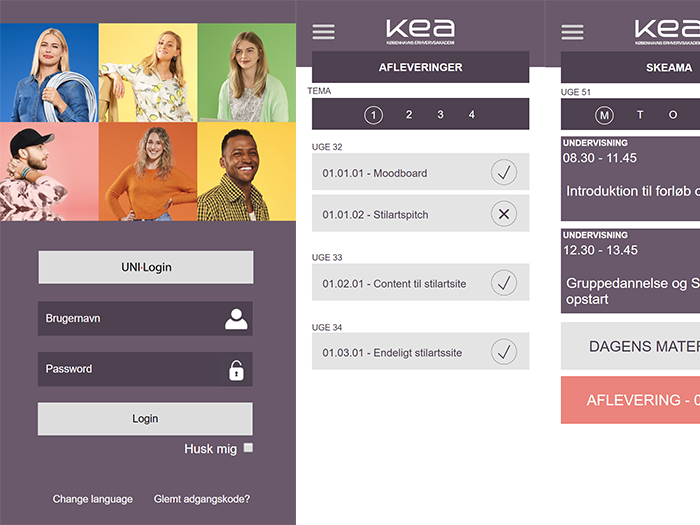 UNI·Login
Brugernavn
Password
Login
Husk mig
Change language
Glemt adgangskode?
kea
KØBENHAVNS ERHVERVSAKADEMI
AFLEVERINGER
TEMA
1 2 3 4
UGE 32
01.01.01 - Moodboard
01.01.02 - Stilartspitch
UGE 33
01.02.01 - Content til stilartsite
UGE 34
01.03.01 - Endeligt stilartssite
kea
KØBENHAVNS ERHVERVSAKADEMI
SKEAMA
UGE 51
M T O
UNDERVISNING
08.30 - 11.45
Introduktion til forløb
UNDERVISNING
12.30 - 13.45
Gruppedannelse og S
opstart
DAGENS MATER
AFLEVERING - 0